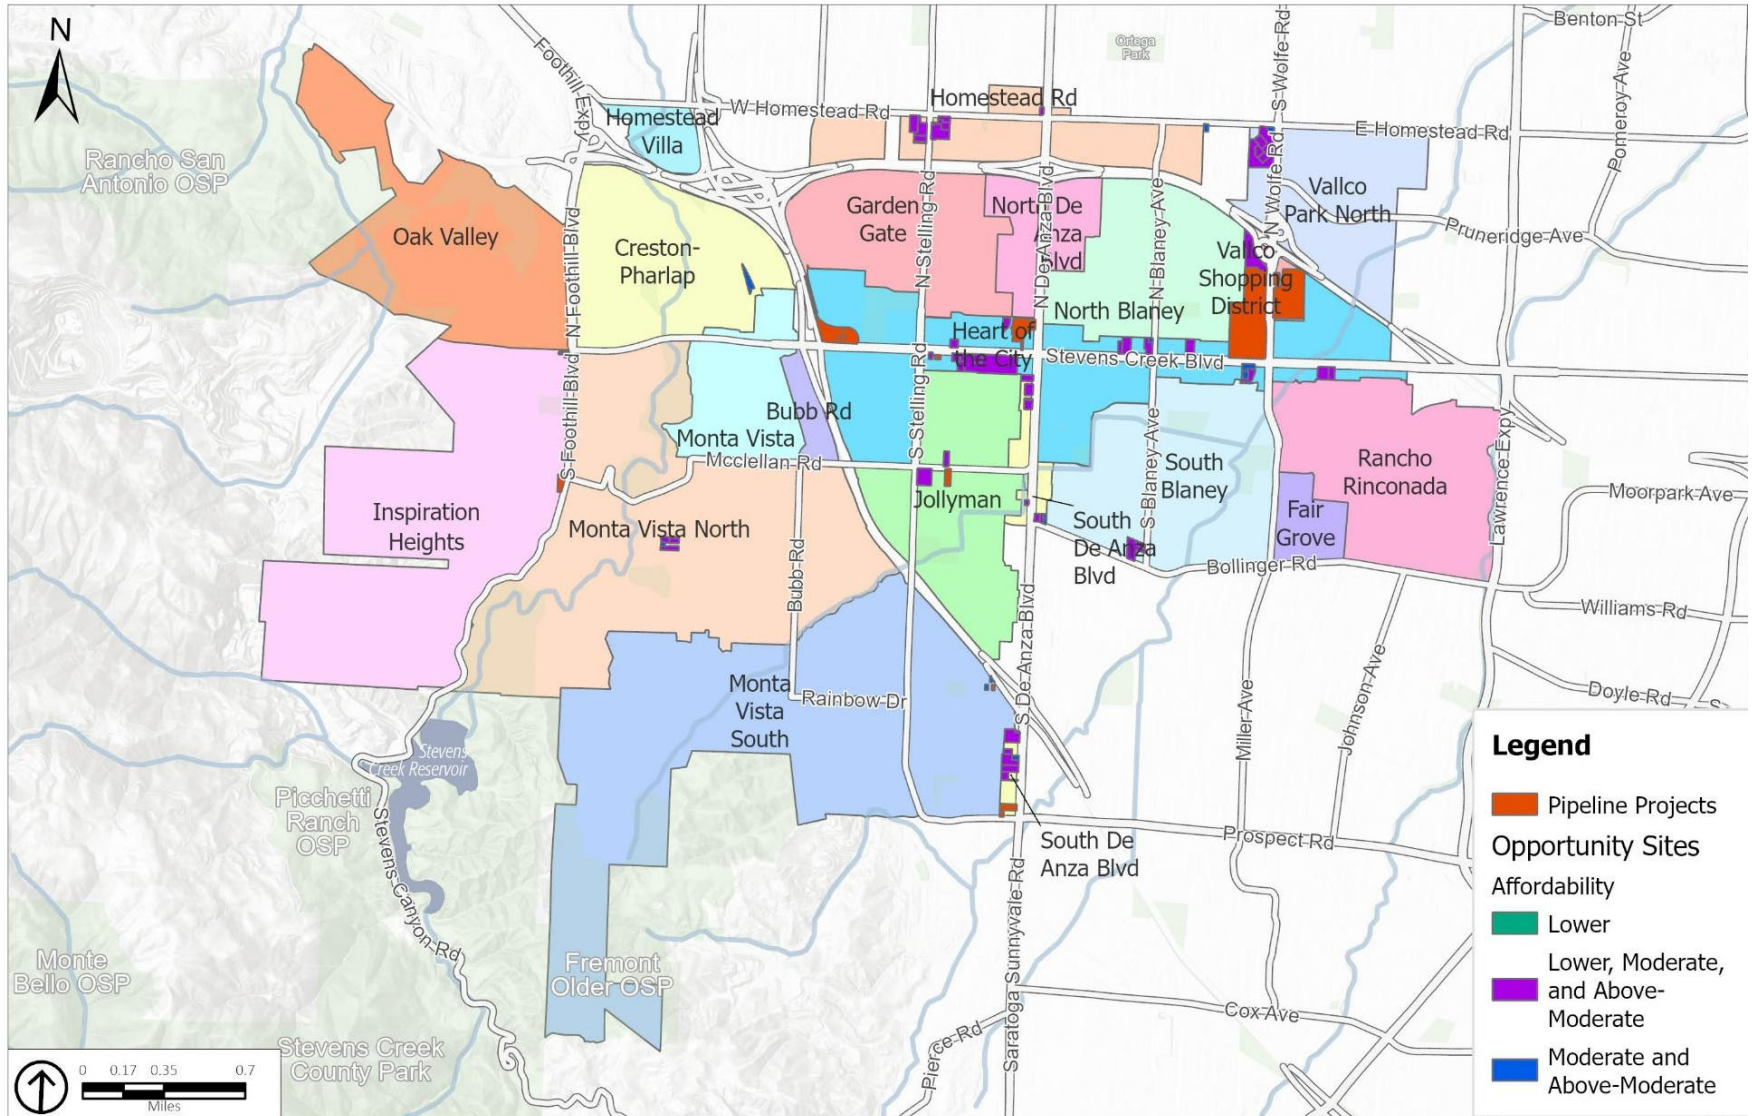 N
Benton St
Ortega
Park
Foothill Expy
S Wolfe Rd
Pomeroy Ave
Homestead Rd
W Homestead Rd
E Homestead Rd
Homestead
Villa
Rancho San
Antonio OSP
Vallco
Park North
N Wolfe Rd
Pruneridge Ave
Oak Valley
N Foothill Blvd
Creston-
Pharlap
Garden
Gate
N Stelling Rd
North De
Anza
Blvd
N De Anza Blvd
N Blaney Ave
Vallco
Shopping
District
North Blaney
Heart of
the City
Stevens Creek Blvd
S Foothill Blvd
Bubb Rd
Monta Vista
Mcclellan Rd
S Stelling Rd
Jollyman
South
Blaney
S Blaney Ave
Rancho
Rinconada
Lawrence Expy
Moorpark Ave
Fair
Grove
Inspiration
Heights
Monta Vista North
Bubb Rd
South
De Anza
Blvd
Bollinger Rd
Williams Rd
S De Anza Blvd
Miller Ave
Johnson Ave
Doyle Rd
S
Monta
Vista
South
Rainbow Dr
Stevens
Creek Reservoir
Picchetti
Ranch
OSP
Stevens Canyon Rd
South De
Anza Blvd
Prospect Rd
Saratoga Sunnyvale Rd
Monte
Bello OSP
Fremont
Older OSP
Cox Ave
Pierce Rd
Stevens Creek
County Park
0 0.17 0.35 0.7
Miles
Legend
Pipeline Projects
Opportunity Sites
Affordability
Lower
Lower, Moderate,
and Above-
Moderate
Moderate and
Above-Moderate